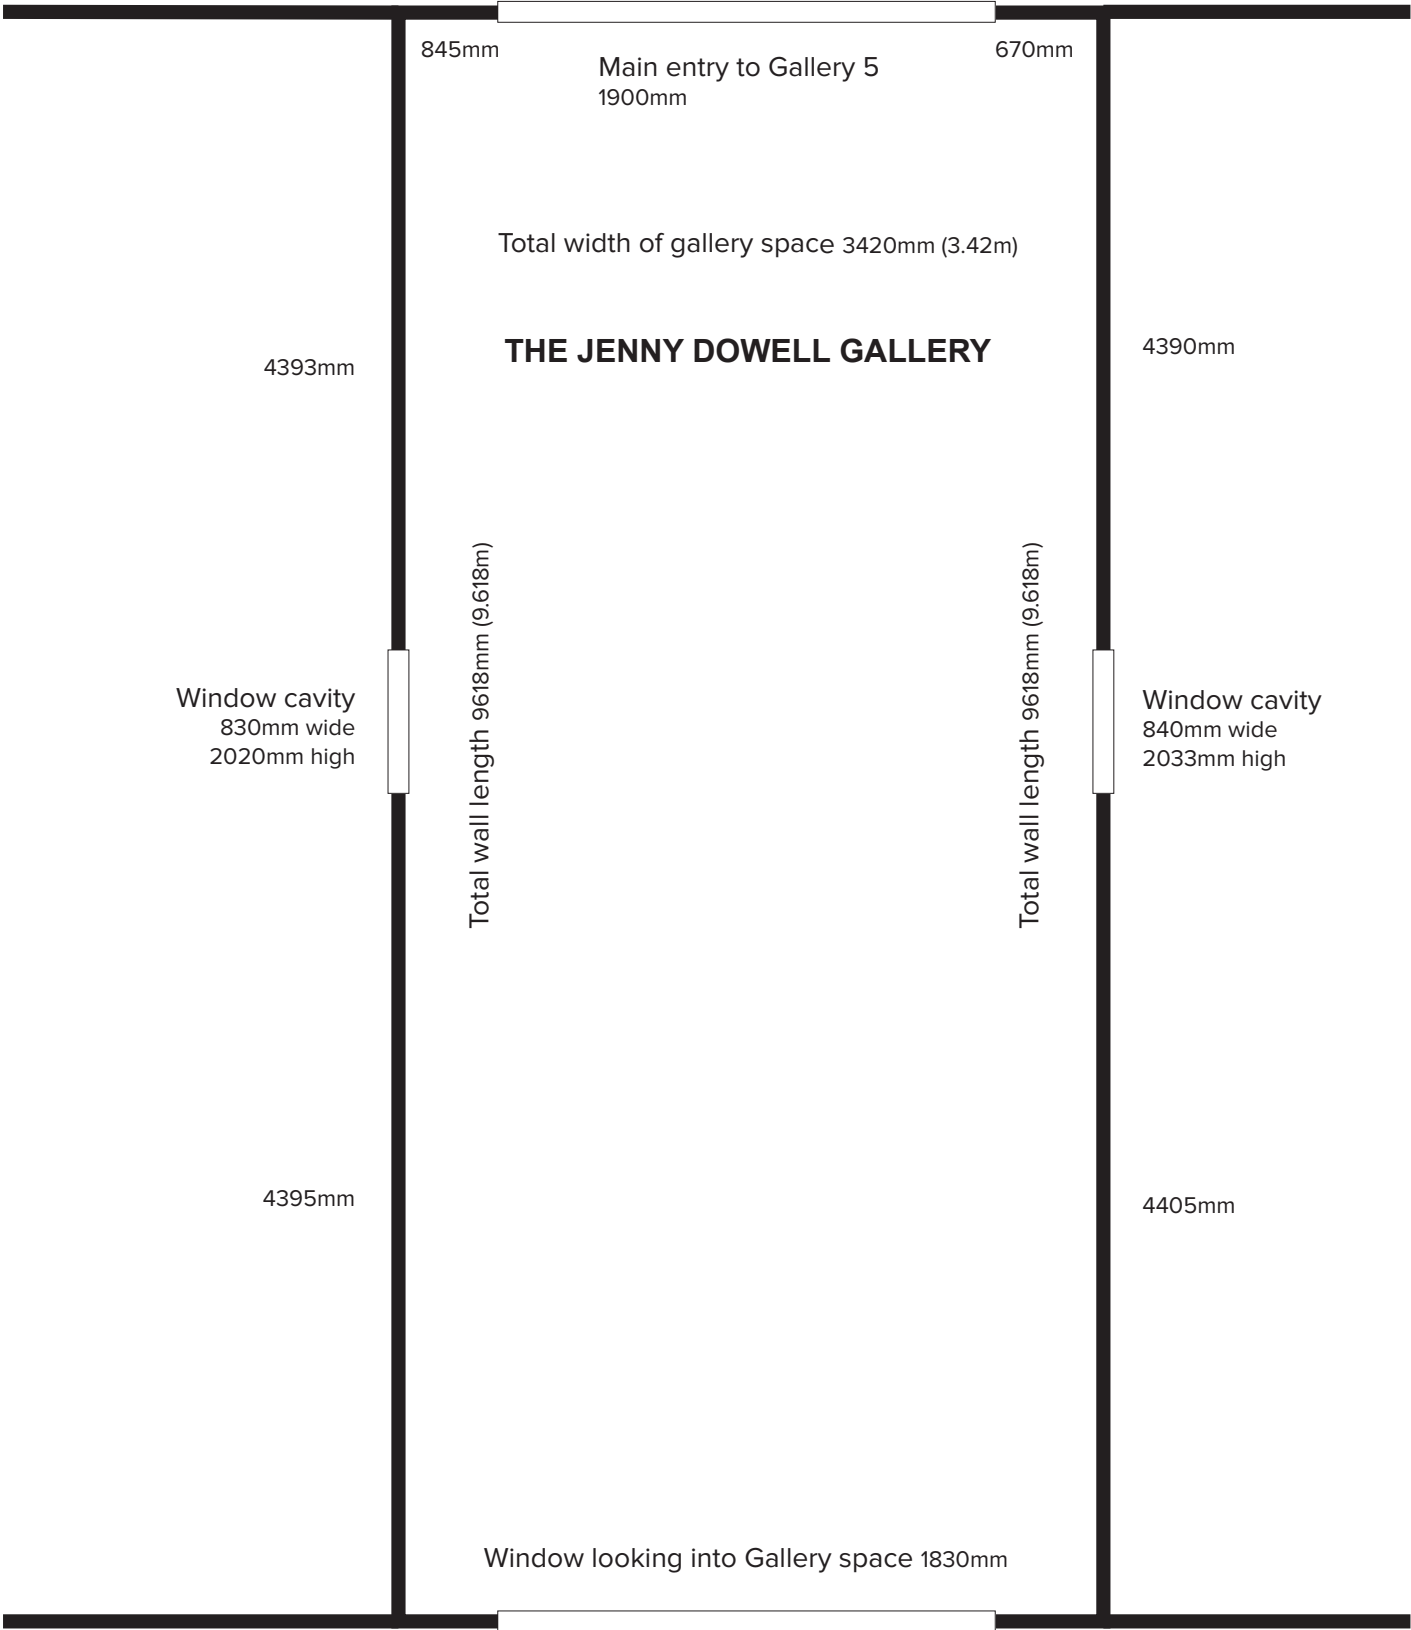 845mm
670mm
Main entry to Gallery 5
1900mm
Total width of gallery space 3420mm (3.42m)
THE JENNY DOWELL GALLERY
4393mm
4390mm
Total wall length 9618mm (9.618m)
Total wall length 9618mm (9.618m)
Window cavity
830mm wide
2020mm high
Window cavity
840mm wide
2033mm high
4395mm
4405mm
Window looking into Gallery space 1830mm